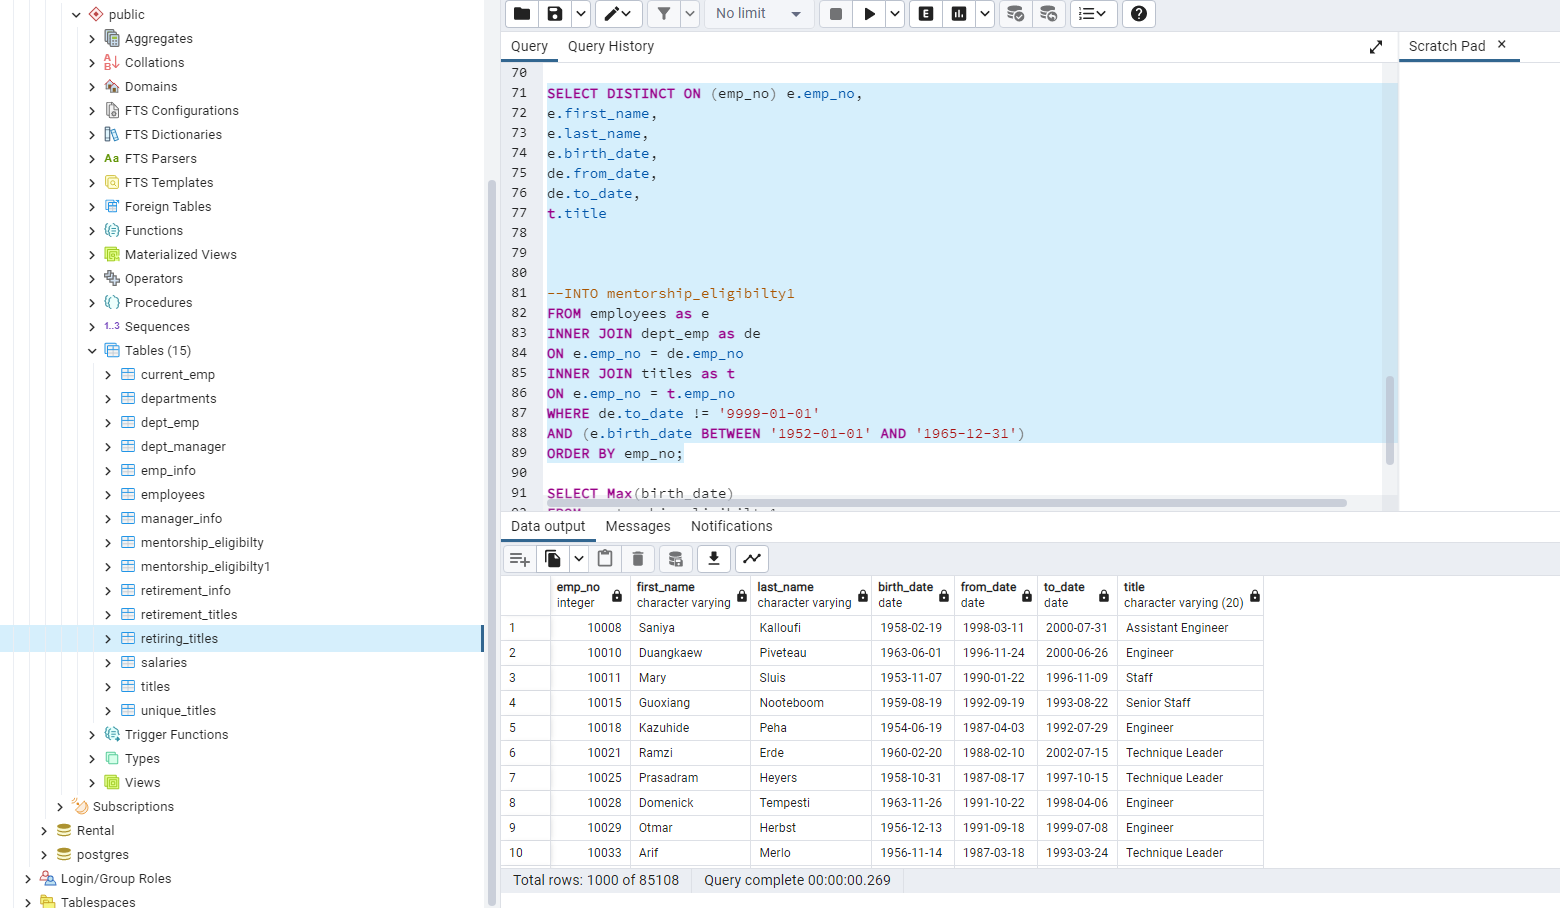 public
Aggregates
Collations
Domains
FTS Configurations
FTS Dictionaries
Aa FTS Parsers
FTS Templates
Foreign Tables
Functions
Materialized Views
Operators
Procedures
1..3 Sequences
Tables (15)
current_emp
departments
dept_emp
dept_manager
emp_info
employees
manager_info
mentorship_eligibilty
mentorship_eligibilty1
retirement_info
retirement_titles
retiring_titles
salaries
titles
unique_titles
Trigger Functions
Types
Views
Subscriptions
Rental
postgres
Login/Group Roles
Tablespaces
No limit
E
Query Query History
Scratch Pad
70
71 SELECT DISTINCT ON (emp_no) e.emp_no,
72 e.first_name,
73 e.last_name,
74 e.birth_date,
75 de.from_date,
76 de.to_date,
77 t.title
78
79
80
81 --INTO mentorship_eligibilty1
82 FROM employees as e
83 INNER JOIN dept_emp as de
84 ON e.emp_no = de.emp_no
85 INNER JOIN titles as t
86 ON e.emp_no = t.emp_no
87 WHERE de.to_date != '9999-01-01'
88 AND (e.birth_date BETWEEN '1952-01-01' AND '1965-12-31')
89 ORDER BY emp_no;
90
91 SELECT Max(birth_date)
Data output Messages Notifications
emp_no first_name last_name birth_date from_date to_date title
integer character varying character varying date date date character varying (20)
1 10008 Saniya Kalloufi 1958-02-19 1998-03-11 2000-07-31 Assistant Engineer
2 10010 Duangkaew Piveteau 1963-06-01 1996-11-24 2000-06-26 Engineer
3 10011 Mary Sluis 1953-11-07 1990-01-22 1996-11-09 Staff
4 10015 Guoxiang Nooteboom 1959-08-19 1992-09-19 1993-08-22 Senior Staff
5 10018 Kazuhide Peha 1954-06-19 1987-04-03 1992-07-29 Engineer
6 10021 Ramzi Erde 1960-02-20 1988-02-10 2002-07-15 Technique Leader
7 10025 Prasadram Heyers 1958-10-31 1987-08-17 1997-10-15 Technique Leader
8 10028 Domenick Tempesti 1963-11-26 1991-10-22 1998-04-06 Engineer
9 10029 Otmar Herbst 1956-12-13 1991-09-18 1999-07-08 Engineer
10 10033 Arif Merlo 1956-11-14 1987-03-18 1993-03-24 Technique Leader
Total rows: 1000 of 85108 Query complete 00:00:00.269